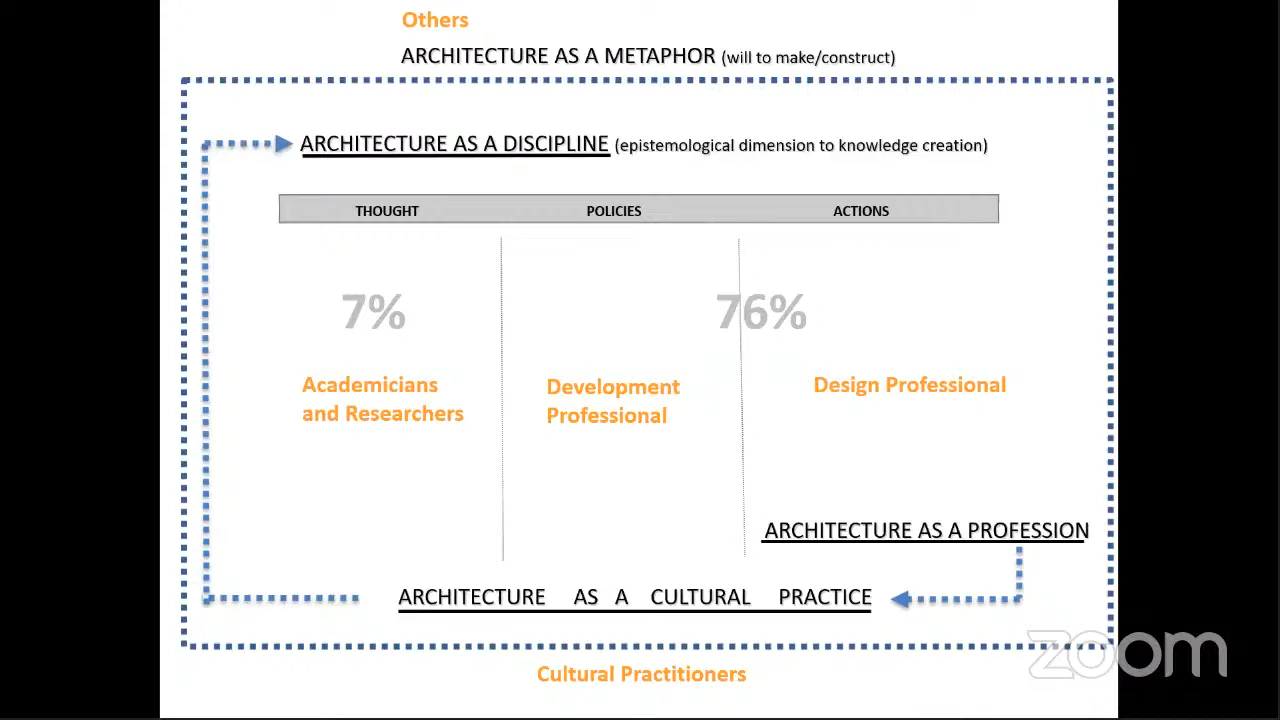 Others
ARCHITECTURE AS A METAPHOR (will to make/construct)
ARCHITECTURE AS A DISCIPLINE (epistemological dimension to knowledge creation)
THOUGHT POLICIES ACTIONS
7% 76%
Academicians
and Researchers
Development
Professional
Design Professional
ARCHITECTURE AS A PROFESSION
ARCHITECTURE AS A CULTURAL PRACTICE
Cultural Practitioners
zoom